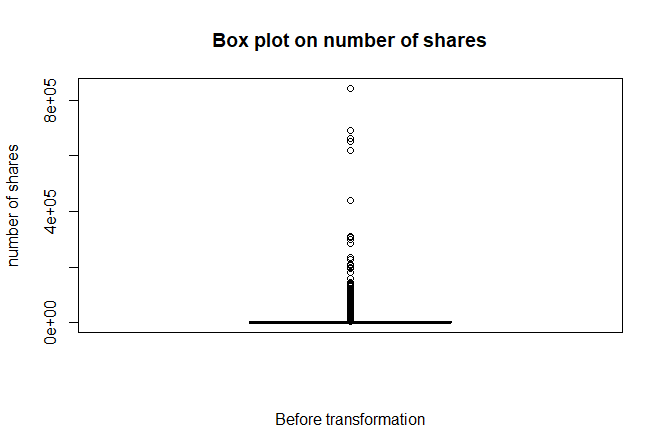 Box plot on number of shares
number of shares
8e+05
4e+05
0e+00
Before transformation